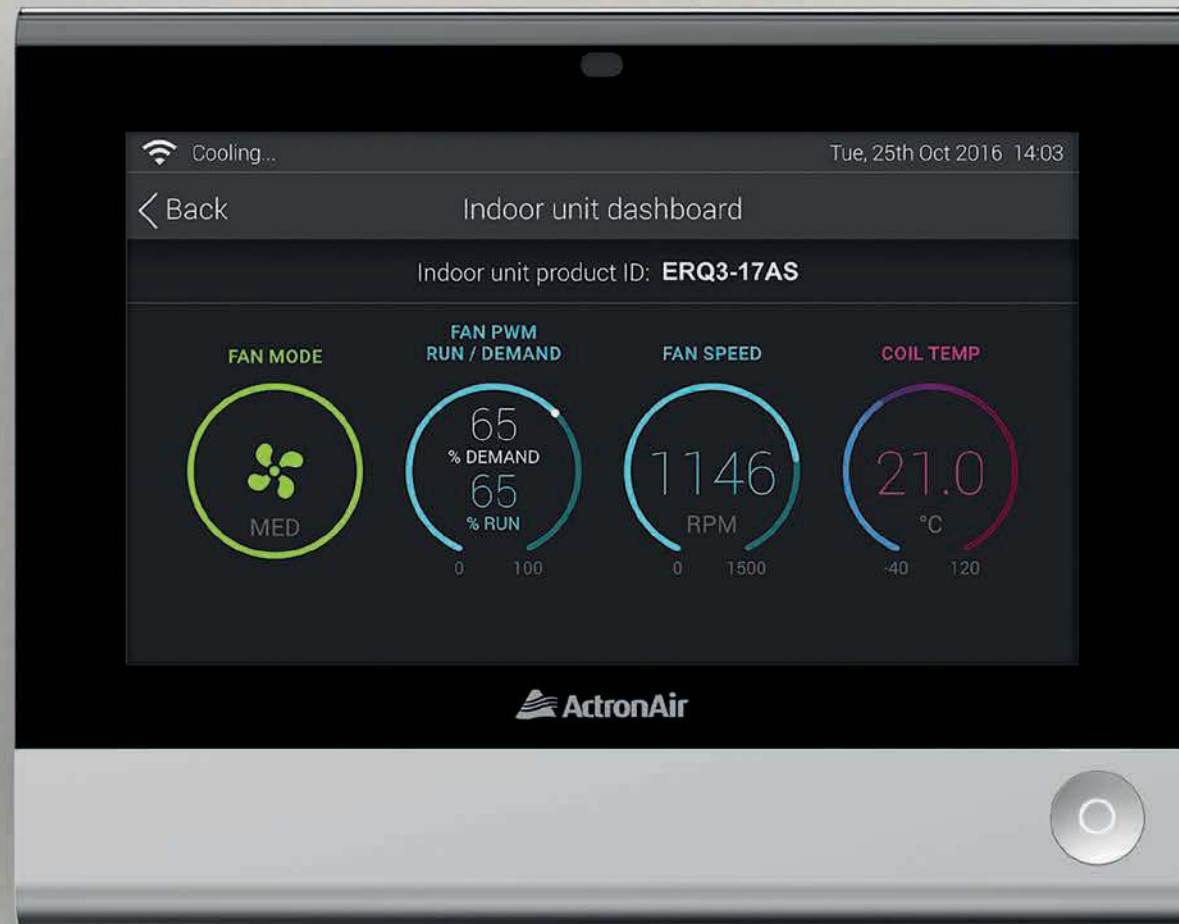 Cooling... Tue, 25th Oct 2016 14:03
Back Indoor unit dashboard
Indoor unit product ID: ERQ3-17AS
FAN MODE
MED
FAN PWM
RUN / DEMAND
65
% DEMAND
65
% RUN
0 100
FAN SPEED
1146
RPM
0 1500
COIL TEMP
21.0
°C
-40 120
ActronAir